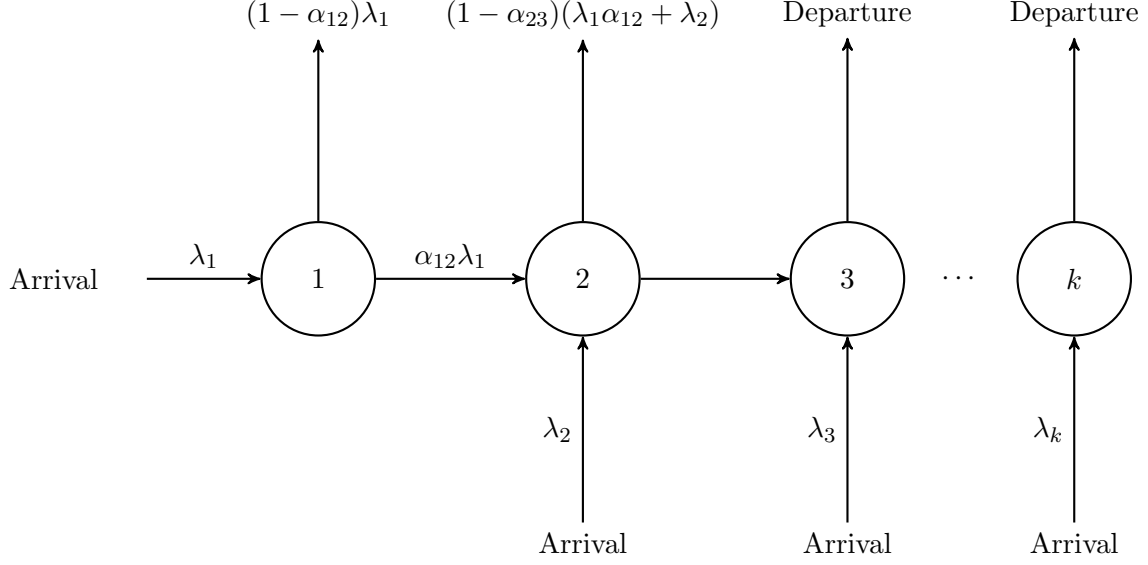 (1 - α₁₂)λ₁
(1 - α₂₃)(λ₁α₁₂ + λ₂)
Departure
Departure
Arrival
λ₁
1
α₁₂λ₁
2
3
⋯
k
λ₂
λ₃
λₖ
Arrival
Arrival
Arrival